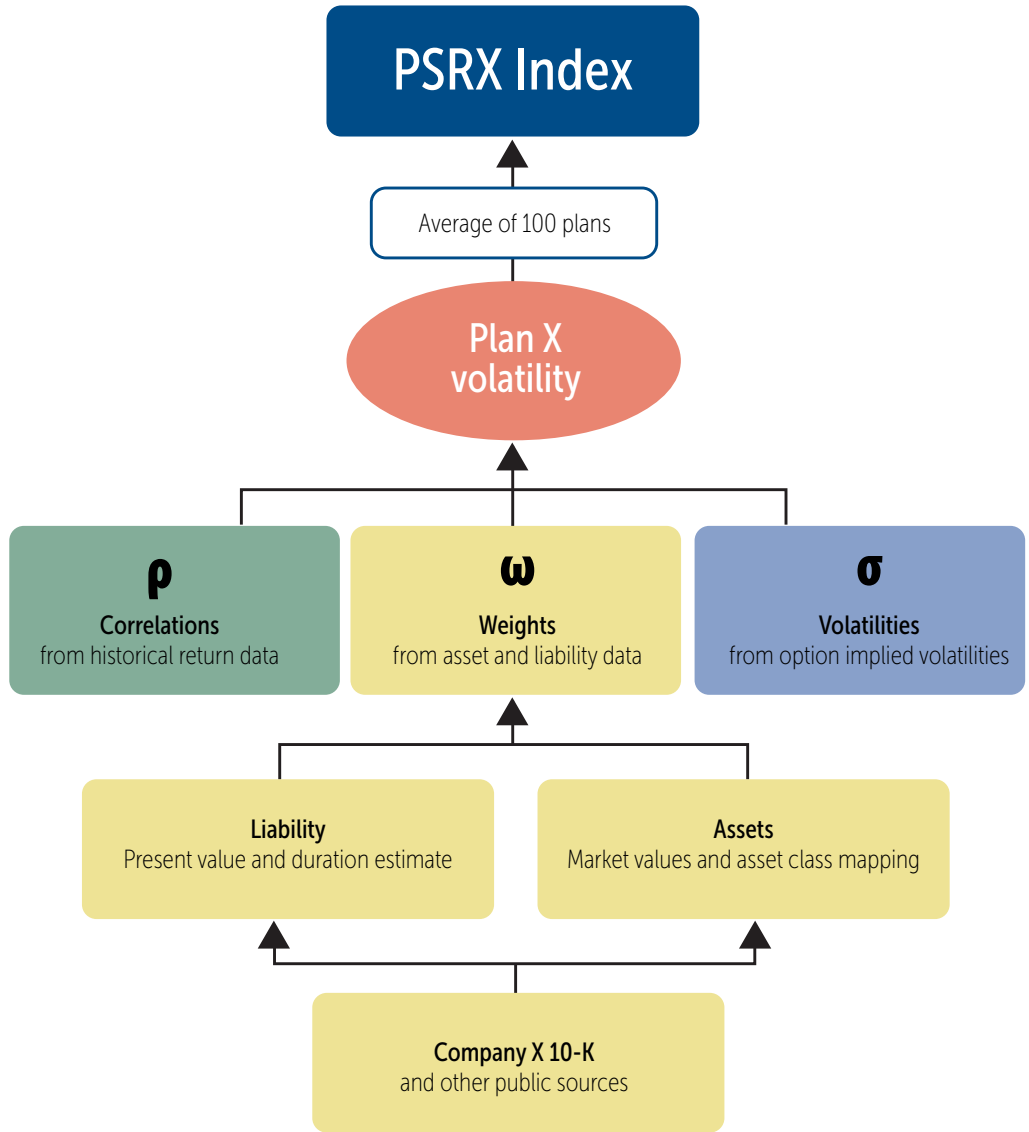 PSRX Index
Average of 100 plans
Plan X
volatility
ρ
Correlations
from historical return data
ω
Weights
from asset and liability data
σ
Volatilities
from option implied volatilities
Liability
Present value and duration estimate
Assets
Market values and asset class mapping
Company X 10-K
and other public sources